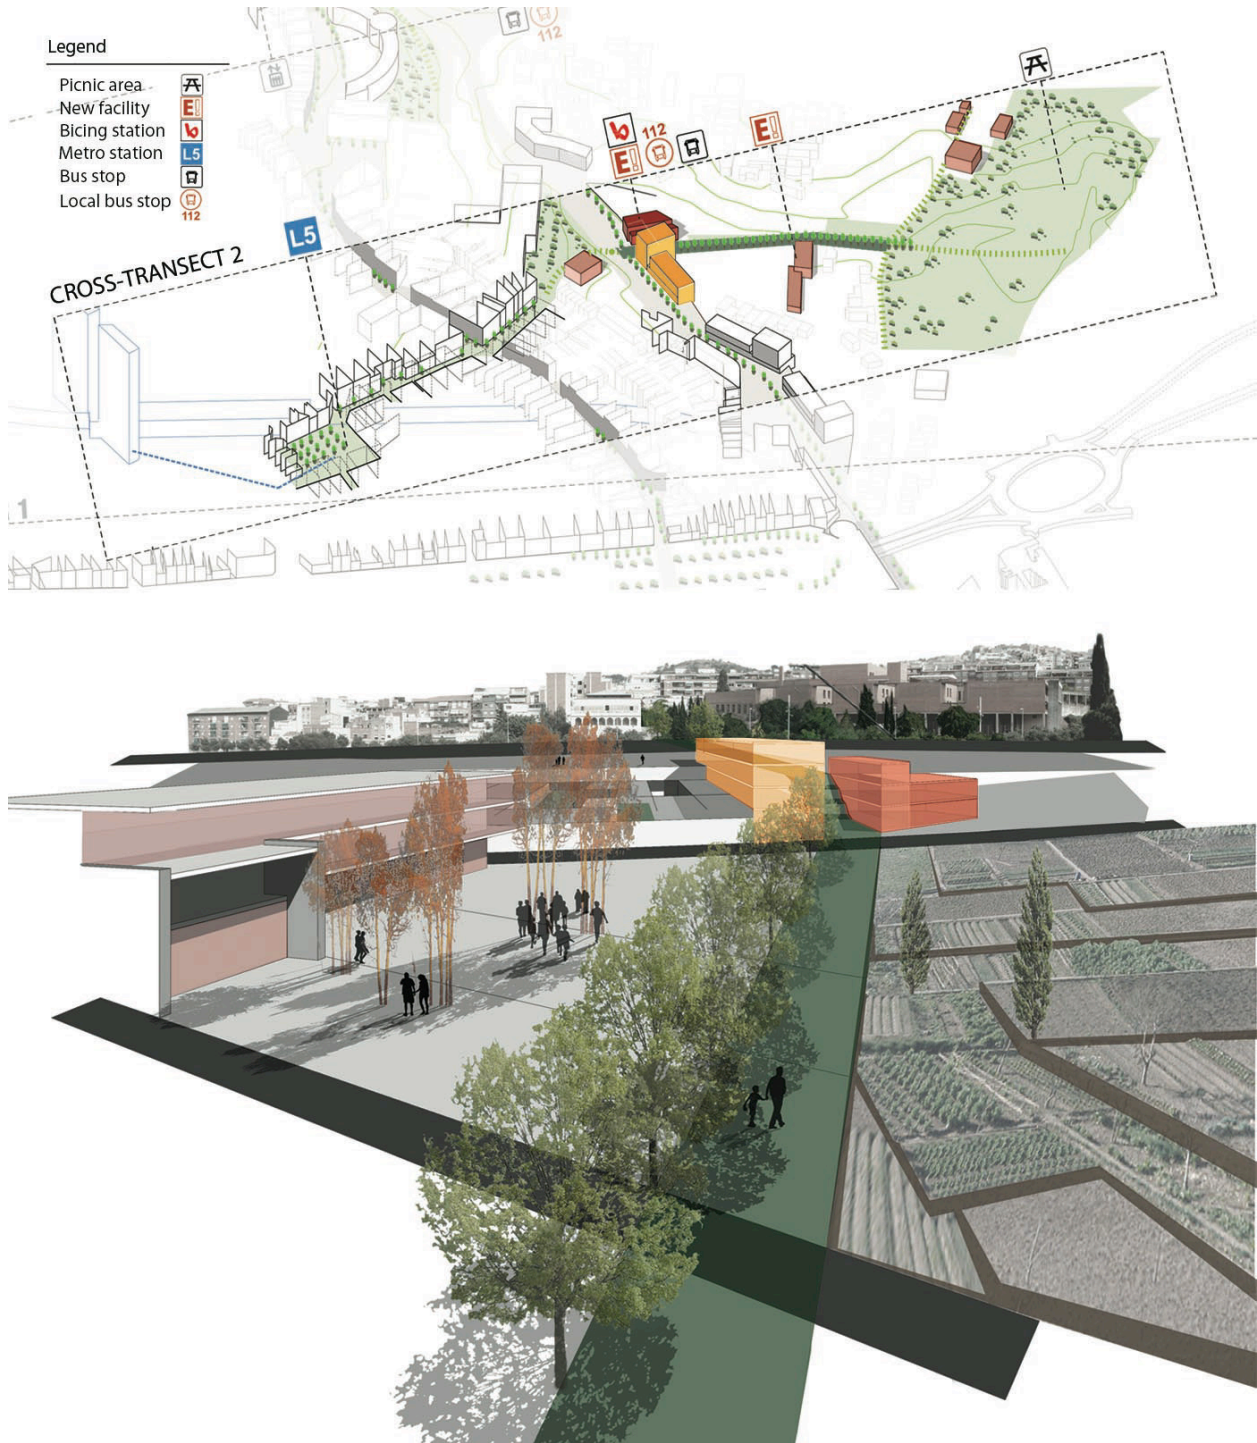 Legend
Picnic area
New facility E!
Bicing station b
Metro station L5
Bus stop
Local bus stop
112
112
112
E!
E!
b
L5
CROSS-TRANSECT 2
1